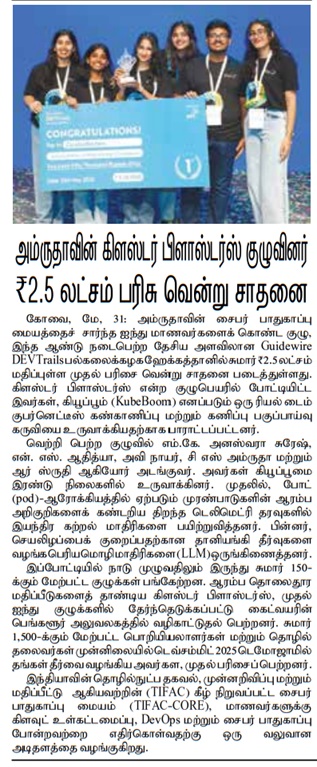 CONGRATULATIONS!
அம்ருதாவின் கிளஸ்டர் பிளாஸ்டர்ஸ் குழுவினர்
₹2.5 லட்சம் பரிசு வென்று சாதனை
கோவை, மே, 31: அம்ருதாவின் சைபர் பாதுகாப்பு
மையத்தைச் சார்ந்த ஐந்து மாணவர்களைக் கொண்ட குழு,
இந்த ஆண்டு நடைபெற்ற தேசிய அளவிலான Guidewire
DEVTrails பல்கலைக்கழக ஹேக்கத்தானில் சுமார் ₹2.5 லட்சம்
மதிப்புள்ள முதல் பரிசை வென்று சாதனை படைத்துள்ளது.
கிளஸ்டர் பிளாஸ்டர்ஸ் என்ற குழுபெயரில் போட்டியிட்ட
இவர்கள், கியூப்பூம் (KubeBoom) எனப்படும் ஒரு ரியல் டைம்
குபர்னெட்டீஸ் கண்காணிப்பு மற்றும் கணிப்பு பகுப்பாய்வு
கருவியை உருவாக்கியதற்காக பாராட்டப்பட்டனர்.
வெற்றி பெற்ற குழுவில் எம்.கே. அனஸ்வரா சுரேஷ்,
என். எஸ். ஆதித்யா, அவி நாயர், சி எஸ் அம்ருதா மற்றும்
ஆர் ஸ்ருதி ஆகியோர் அடங்குவர். அவர்கள் கியூப்பூமை
இரண்டு நிலைகளில் உருவாக்கினர். முதலில், போட்
(pod)-ஆரோக்கியத்தில் ஏற்படும் முரண்பாடுகளின் ஆரம்ப
அறிகுறிகளைக் கண்டறிய திறந்த டெலிமெட்ரி தரவுகளில்
இயந்திர கற்றல் மாதிரிகளை பயிற்றுவித்தனர். பின்னர்,
செயலிழப்பைக் குறைப்பதற்கான தானியங்கி தீர்வுகளை
வழங்க பெரிய மொழி மாதிரிகளை (LLM) ஒருங்கிணைத்தனர்.
இப்போட்டியில் நாடு முழுவதிலும் இருந்து சுமார் 150-
க்கும் மேற்பட்ட குழுக்கள் பங்கேற்றன. ஆரம்ப தொலைதூர
மதிப்பீடுகளைத் தாண்டிய கிளஸ்டர் பிளாஸ்டர்ஸ், முதல்
ஐந்து குழுக்களில் தேர்ந்தெடுக்கப்பட்டு கைட்வயரின்
பெங்களூர் அலுவலகத்தில் வழிகாட்டுதல் பெற்றனர். சுமார்
1,500-க்கும் மேற்பட்ட பொறியியலாளர்கள் மற்றும் தொழில்
தலைவர்கள் முன்னிலையில் டெவ்சம்மிட் 2025 டெமோஜாமில்
தங்கள் தீர்வை வழங்கிய அவர்கள், முதல் பரிசைப் பெற்றனர்.
இந்தியாவின் தொழில்நுட்ப தகவல், முன்னறிவிப்பு மற்றும்
மதிப்பீட்டு ஆகியவற்றின் (TIFAC) கீழ் நிறுவப்பட்ட சைபர்
பாதுகாப்பு மையம் (TIFAC-CORE), மாணவர்களுக்கு
கிளவுட் உள்கட்டமைப்பு, DevOps மற்றும் சைபர் பாதுகாப்பு
போன்றவற்றை எதிர்கொள்வதற்கு ஒரு வலுவான
அடித்தளத்தை வழங்குகிறது.